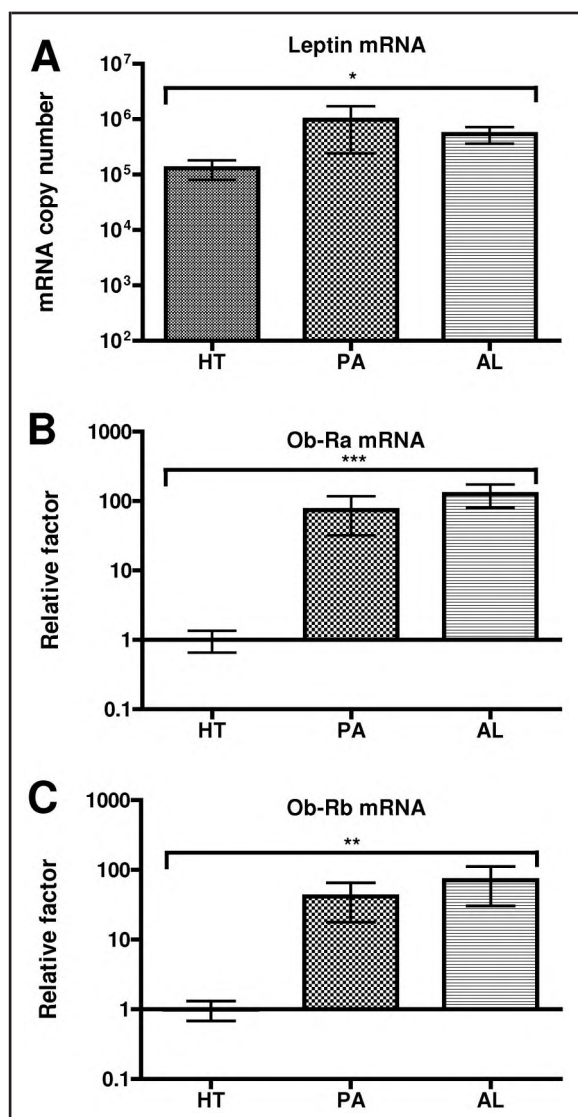 A
Leptin mRNA
*
mRNA copy number
10⁷
10⁶
10⁵
10⁴
10³
10²
HT PA AL
B
Ob-Ra mRNA
***
Relative factor
1000
100
10
1
0.1
HT PA AL
C
Ob-Rb mRNA
**
Relative factor
1000
100
10
1
0.1
HT PA AL